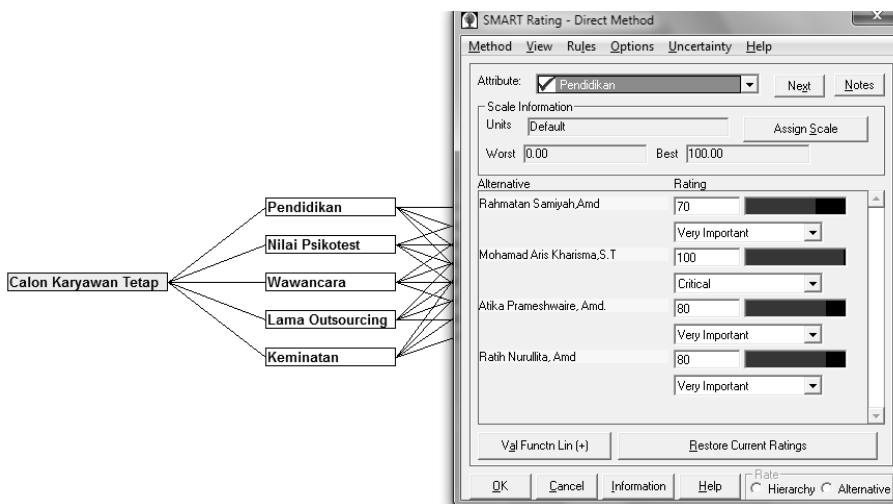 Calon Karyawan Tetap
Pendidikan
Nilai Psikotest
Wawancara
Lama Outsourcing
Keminatan
SMART Rating - Direct Method
x
Method View Rules Options Uncertainty Help
Attribute: Pendidikan Next Notes
Scale Information
Units Default Assign Scale
Worst 0.00 Best 100.00
Alternative Rating
Rahmatan Samiyah,Amd 70
Very Important
Mohamad Aris Kharisma,S.T 100
Critical
Atika Prameshwaire, Amd. 80
Very Important
Ratih Nurullita, Amd 80
Very Important
Val Functn Lin (+) Restore Current Ratings
OK Cancel Information Help
Rate
Hierarchy Alternative